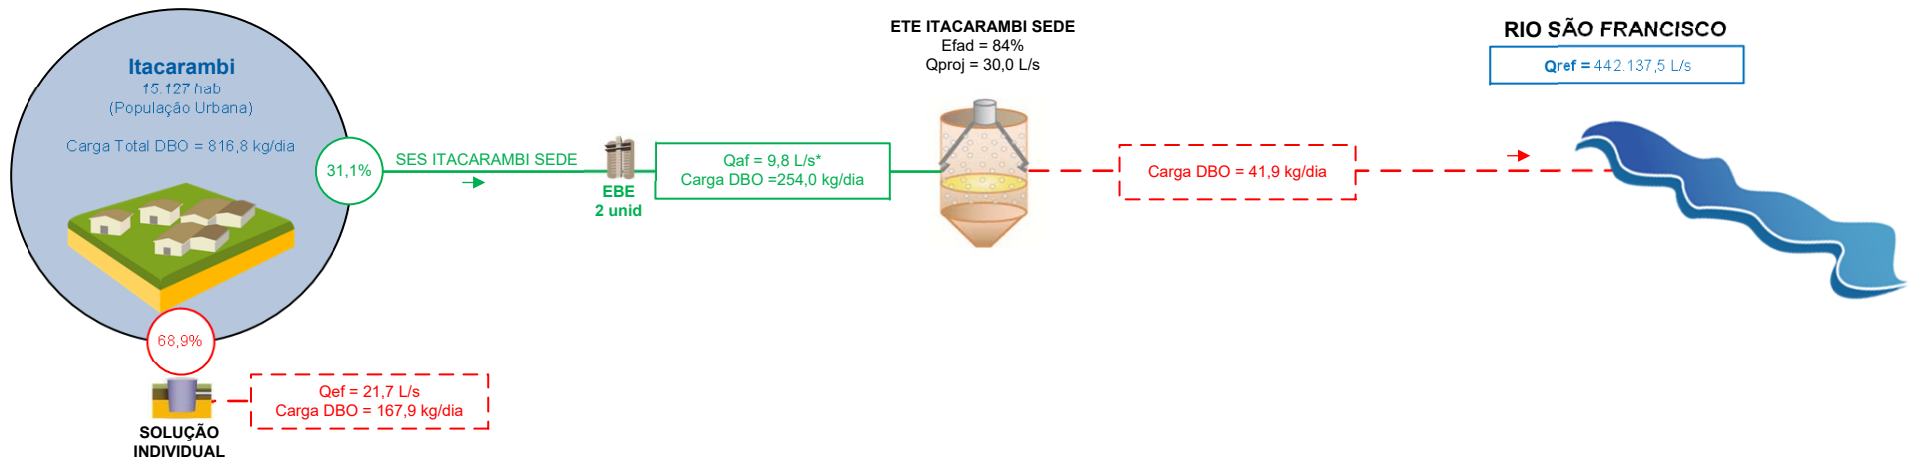 Itacarambi
15.127 hab
(População Urbana)
Carga Total DBO = 816,8 kg/dia
31,1%
SES ITACARAMBI SEDE
EBE
2 unid
Qaf = 9,8 L/s*
Carga DBO =254,0 kg/dia
ETE ITACARAMBI SEDE
Efad = 84%
Qproj = 30,0 L/s
Carga DBO = 41,9 kg/dia
RIO SÃO FRANCISCO
Qref = 442.137,5 L/s
68,9%
Qef = 21,7 L/s
Carga DBO = 167,9 kg/dia
SOLUÇÃO
INDIVIDUAL